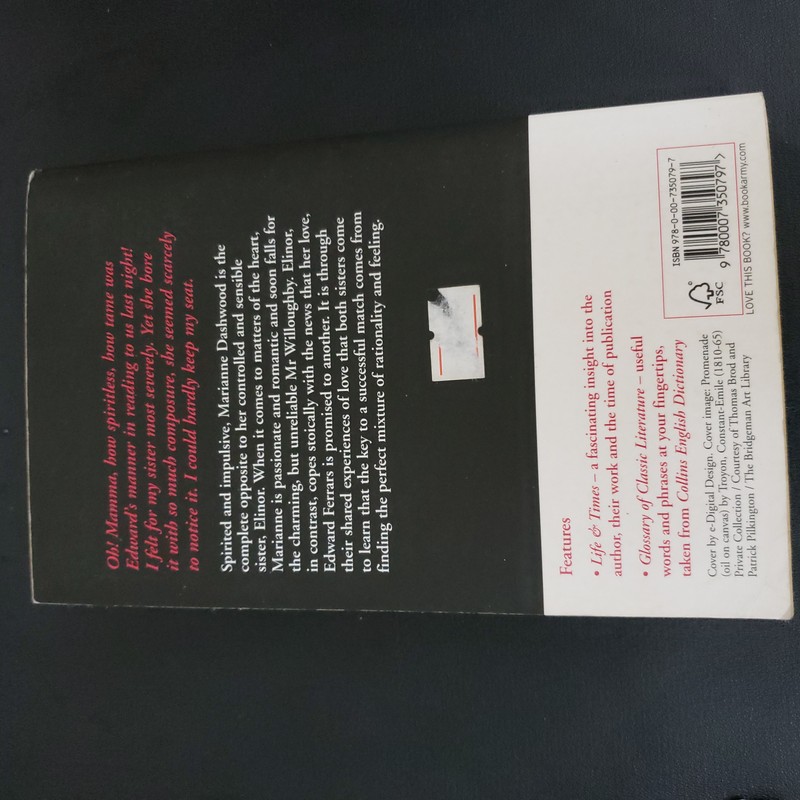 Oh! Mamma, how spiritless, how tame was
Edward's manner in reading to us last night!
I felt for my sister most severely. Yet she bore
it with so much composure, she seemed scarcely
to notice it. I could hardly keep my seat.
Spirited and impulsive, Marianne Dashwood is the
complete opposite to her controlled and sensible
sister, Elinor. When it comes to matters of the heart,
Marianne is passionate and romantic and soon falls for
the charming, but unreliable Mr Willoughby. Elinor,
in contrast, copes stoically with the news that her love,
Edward Ferrars is promised to another. It is through
their shared experiences of love that both sisters come
to learn that the key to a successful match comes from
finding the perfect mixture of rationality and feeling.
Features
• Life & Times – a fascinating insight into the
author, their work and the time of publication
• Glossary of Classic Literature – useful
words and phrases at your fingertips,
taken from Collins English Dictionary
Cover by e-Digital Design. Cover image: Promenade
(oil on canvas) by Troyon, Constant-Emile (1810-65)
Private Collection / Courtesy of Thomas Brod and
Patrick Pilkington / The Bridgeman Art Library
FSC
ISBN 978-0-00-735079-7
9 780007 350797 >
LOVE THIS BOOK? www.bookarmy.com